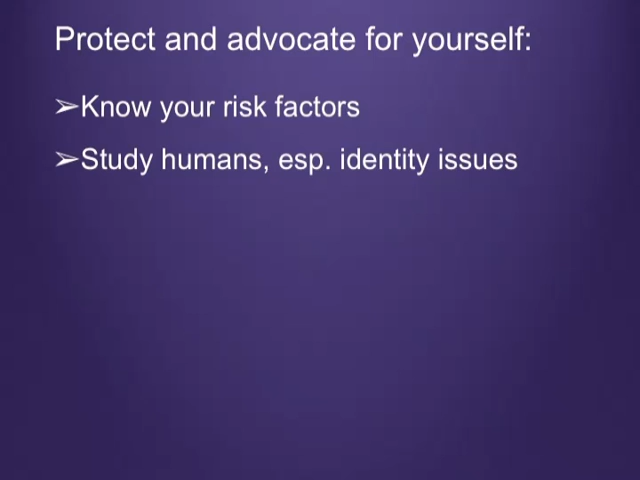 Protect and advocate for yourself:
➢Know your risk factors
➢Study humans, esp. identity issues